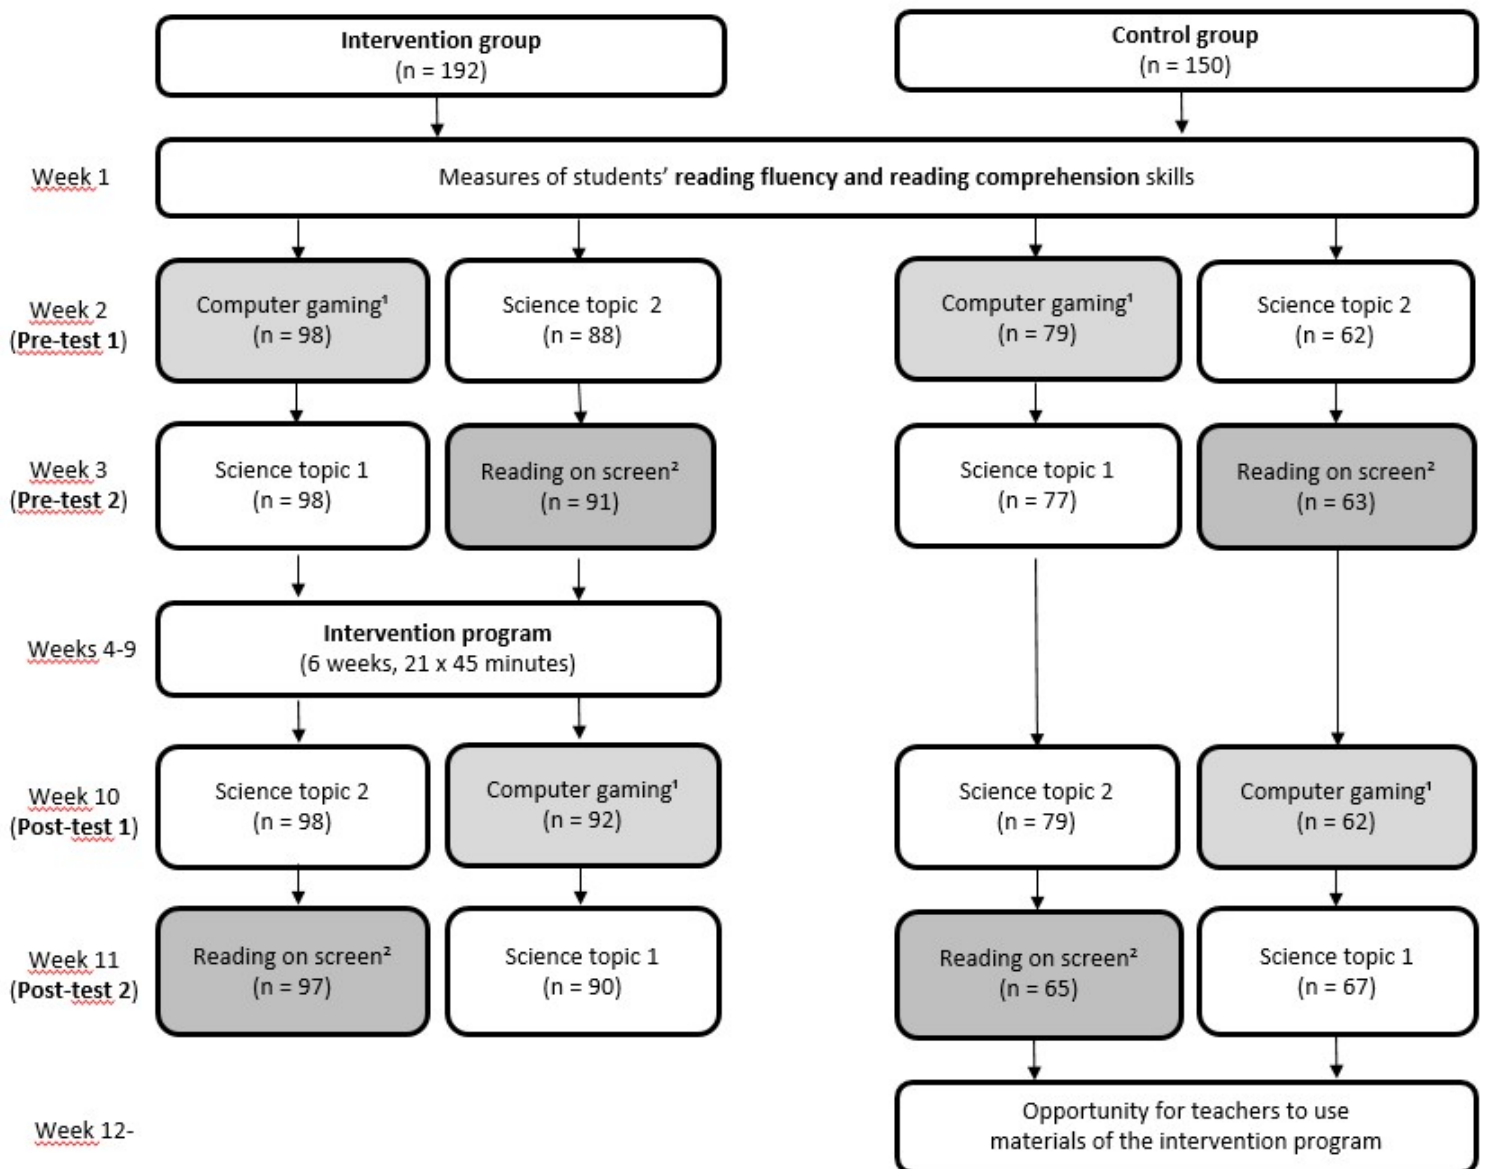 Intervention group
(n = 192)
Control group
(n = 150)
Week 1
Measures of students’ reading fluency and reading comprehension skills
Week 2
(Pre-test 1)
Computer gaming¹
(n = 98)
Science topic  2
(n = 88)
Computer gaming¹
(n = 79)
Science topic 2
(n = 62)
Week 3
(Pre-test 2)
Science topic 1
(n = 98)
Reading on screen²
(n = 91)
Science topic 1
(n = 77)
Reading on screen²
(n = 63)
Weeks 4-9
Intervention program
(6 weeks, 21 x 45 minutes)
Week 10
(Post-test 1)
Science topic 2
(n = 98)
Computer gaming¹
(n = 92)
Science topic 2
(n = 79)
Computer gaming¹
(n = 62)
Week 11
(Post-test 2)
Reading on screen²
(n = 97)
Science topic 1
(n = 90)
Reading on screen²
(n = 65)
Science topic 1
(n = 67)
Week 12-
Opportunity for teachers to use
materials of the intervention program